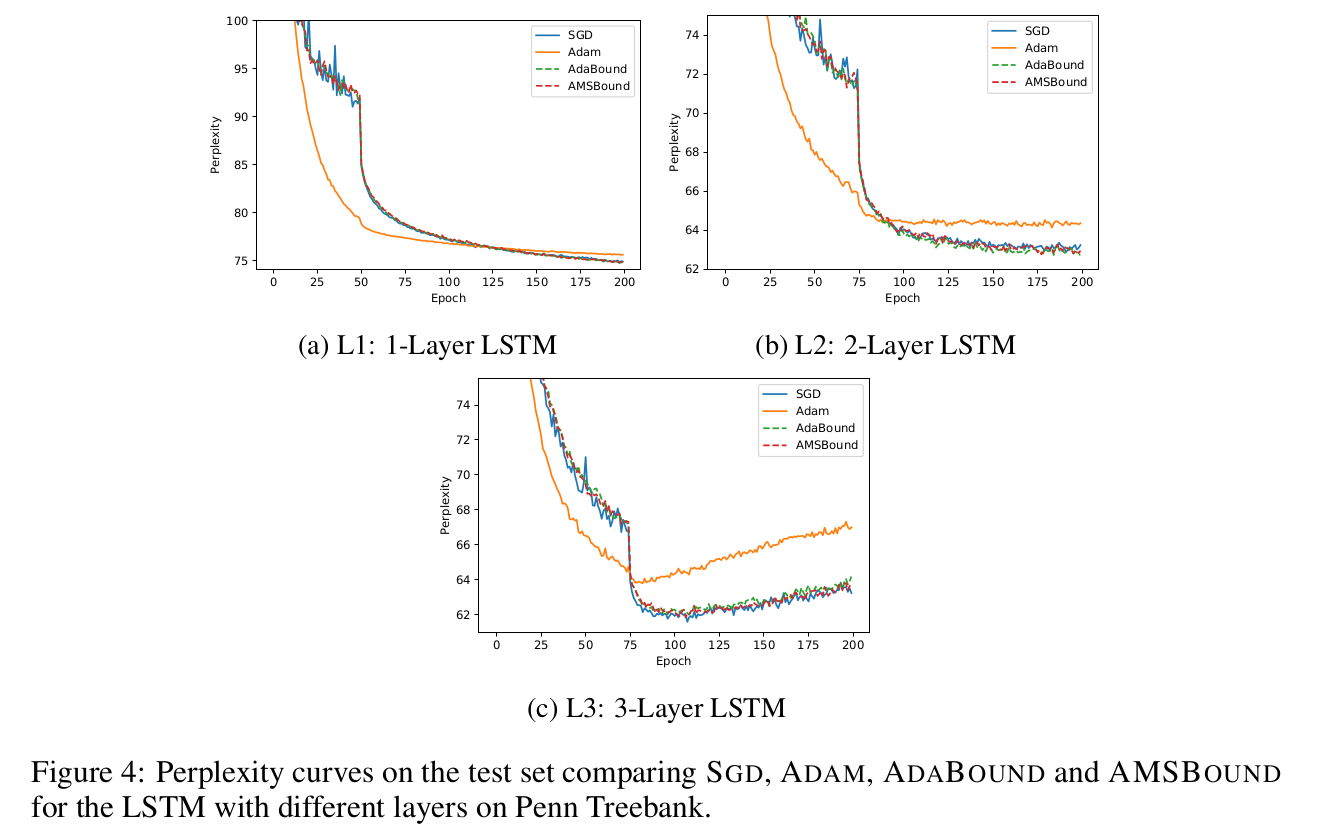 100
95
90
85
80
75
Perplexity
0 25 50 75 100 125 150 175 200
Epoch
SGD
Adam
AdaBound
AMSBound
(a) L1: 1-Layer LSTM
74
72
70
68
66
64
62
Perplexity
0 25 50 75 100 125 150 175 200
Epoch
SGD
Adam
AdaBound
AMSBound
(b) L2: 2-Layer LSTM
74
72
70
68
66
64
62
Perplexity
0 25 50 75 100 125 150 175 200
Epoch
SGD
Adam
AdaBound
AMSBound
(c) L3: 3-Layer LSTM
Figure 4: Perplexity curves on the test set comparing SGD, ADAM, ADABOUND and AMSBOUND
for the LSTM with different layers on Penn Treebank.